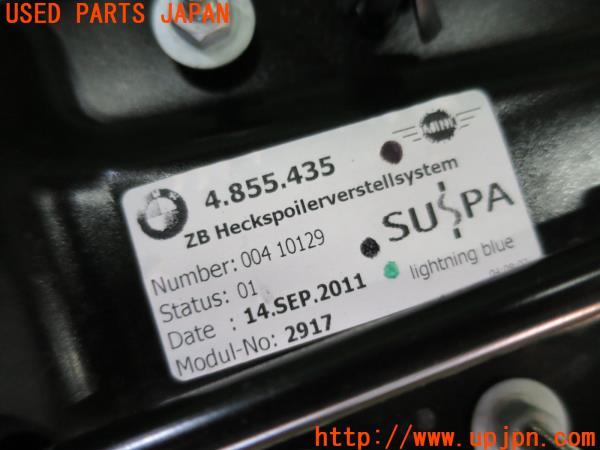 USED PARTS JAPAN
MINI
4.855.435
ZB Heckspoilerverstellsystem
SUSPA
Number: 004 10129
Status: 01
lightning blue
Date : 14.SEP.2011
Modul-No: 2917
http://www.upjpn.com